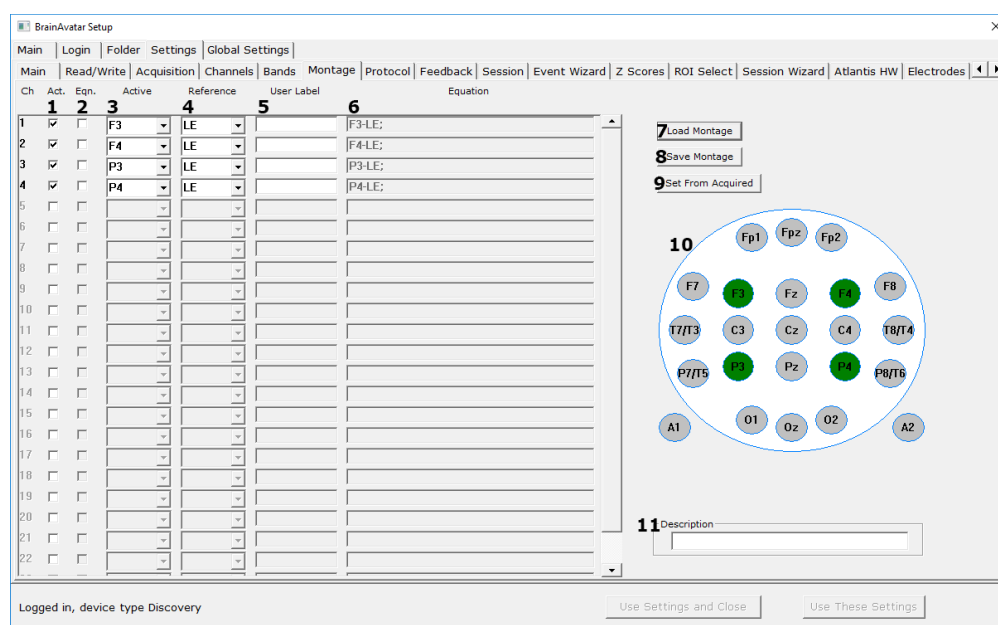 BrainAvatar Setup
Main Login Folder Settings Global Settings
Main Read/Write Acquisition Channels Bands Montage Protocol Feedback Session Event Wizard Z Scores ROI Select Session Wizard Atlantis HW Electrodes
Ch Act. Eqn. Active Reference User Label Equation
1 2 3 4 5 6
1 F3 LE F3-LE;
2 F4 LE F4-LE;
3 P3 LE P3-LE;
4 P4 LE P4-LE;
5
6
7
8
9
10
11
12
13
14
15
16
17
18
19
20
21
22
7 Load Montage
8 Save Montage
9 Set From Acquired
10
Fp1 Fpz Fp2
F7 F3 Fz F4 F8
T7/T3 C3 Cz C4 T8/T4
P7/T5 P3 Pz P4 P8/T6
A1 O1 Oz O2 A2
11 Description
Logged in, device type Discovery
Use Settings and Close Use These Settings